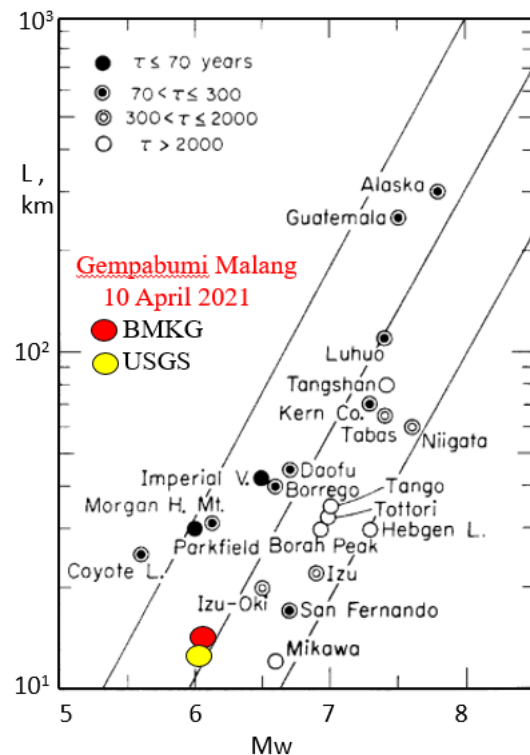 10³
τ ≤ 70 years
70 < τ ≤ 300
300 < τ ≤ 2000
τ > 2000
L ,
km
Alaska
Guatemala
Gempabumi Malang
10 April 2021
BMKG
USGS
10²
Luhuo
Tangshan
Kern Co.
Tabas
Niigata
Imperial V.
Daofu
Borrego
Tango
Morgan H. Mt.
Tottori
Parkfield
Borah Peak
Hebgen L.
Coyote L.
Izu
Izu-Oki
San Fernando
Mikawa
10¹
5 6 7 8
Mw